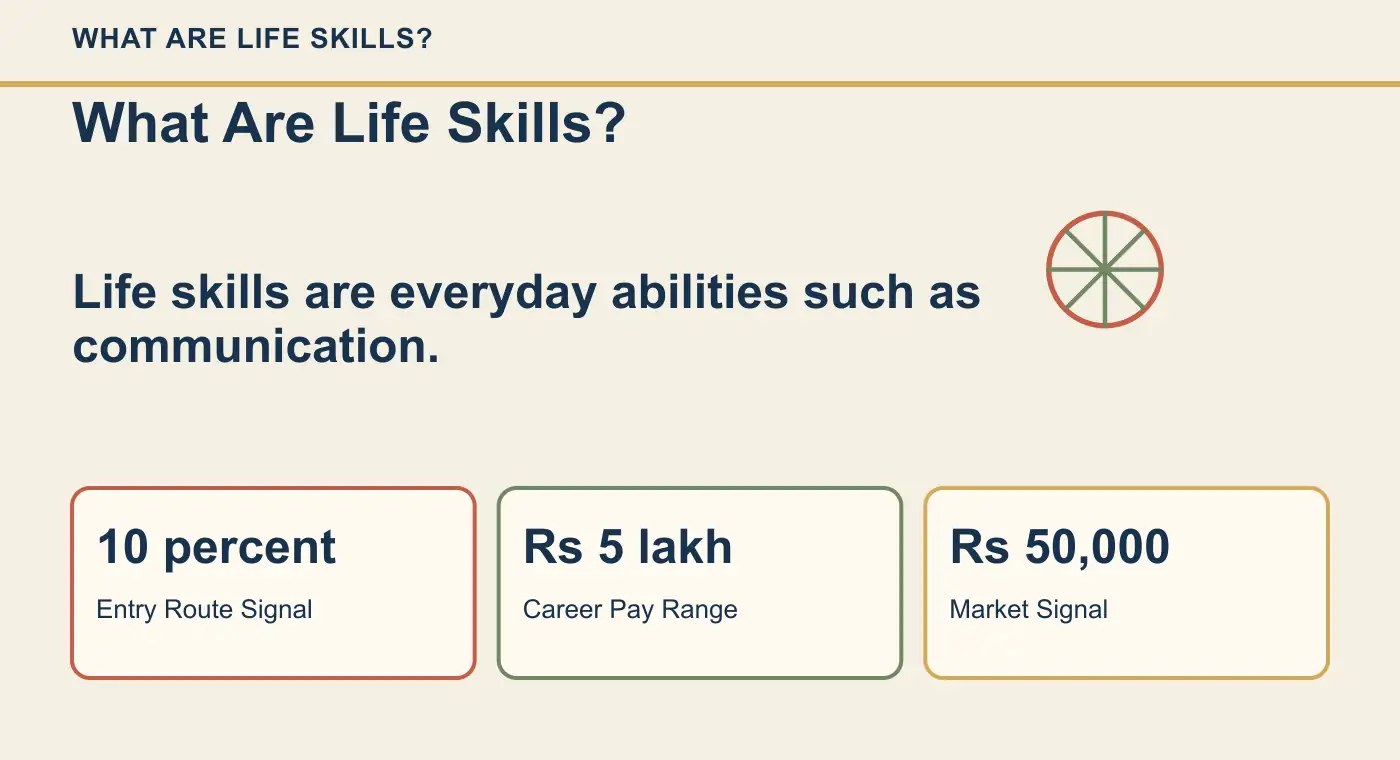 WHAT ARE LIFE SKILLS?
What Are Life Skills?
Life skills are everyday abilities such as
communication.
10 percent
Entry Route Signal
Rs 5 lakh
Career Pay Range
Rs 50,000
Market Signal